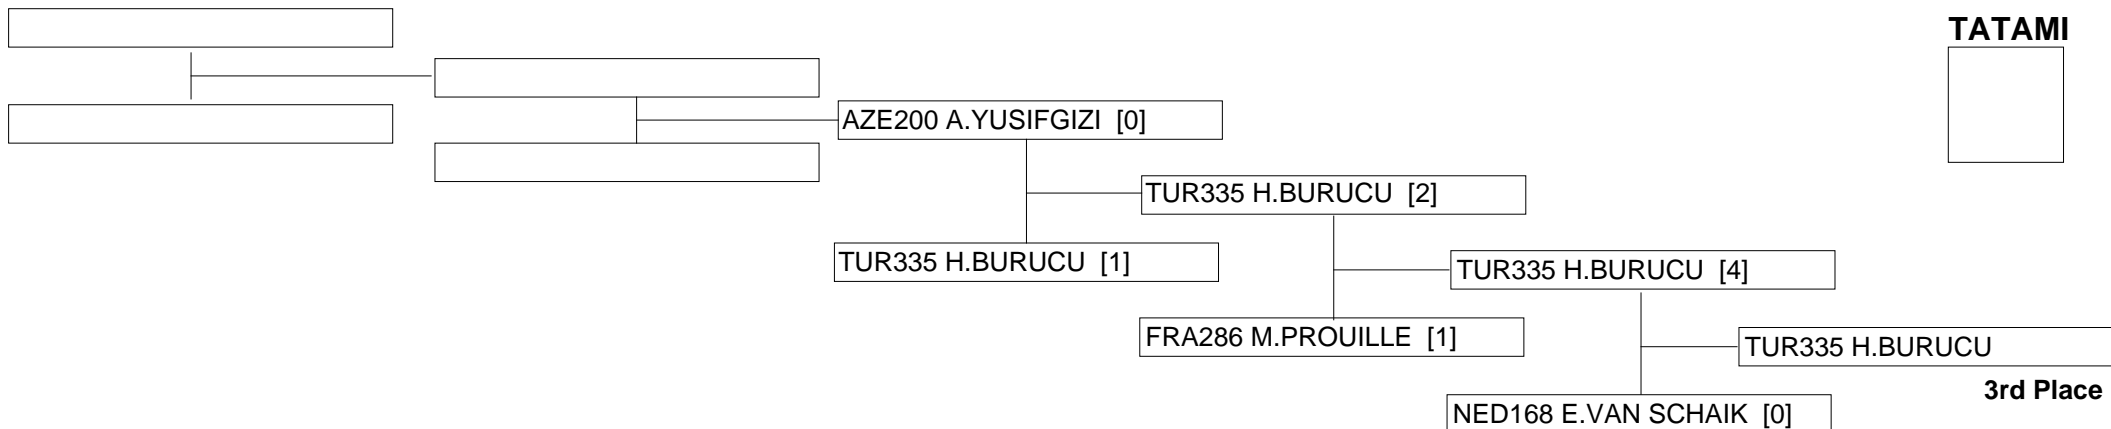 TATAMI
AZE200 A.YUSIFGIZI [0]
TUR335 H.BURUCU [2]
TUR335 H.BURUCU [1]
TUR335 H.BURUCU [4]
FRA286 M.PROUILLE [1]
TUR335 H.BURUCU
3rd Place
NED168 E.VAN SCHAIK [0]